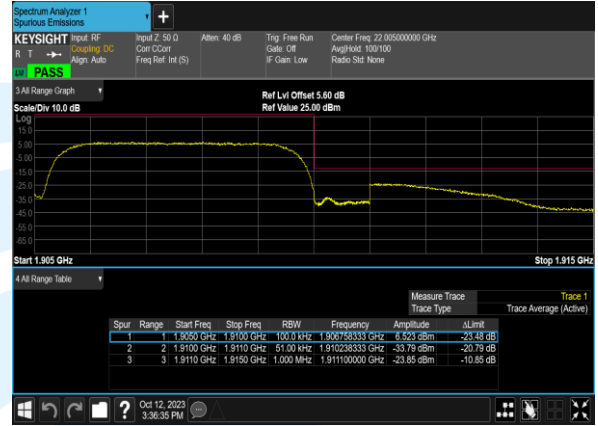 Spectrum Analyzer 1
Spurious Emissions
+
KEYSIGHT Input: RF Input Z: 50 Ω Atten: 40 dB Trig: Free Run Center Freq: 22.005000000 GHz
R T Coupling: DC Corr CCorr Gate: Off Avg|Hold: 100/100
Align: Auto Freq Ref: Int (S) IF Gain: Low Radio Std: None
PASS
3 All Range Graph
Ref Lvl Offset 5.60 dB
Scale/Div 10.0 dB Ref Value 25.00 dBm
Log
15.0
5.00
-5.00
-15.0
-25.0
-35.0
-45.0
-55.0
-65.0
Start 1.905 GHz Stop 1.915 GHz
4 All Range Table
Measure Trace Trace 1
Trace Type Trace Average (Active)
Spur Range Start Freq Stop Freq RBW Frequency Amplitude ΔLimit
1 1 1.9050 GHz 1.9100 GHz 100.0 kHz 1.906758333 GHz 6.523 dBm -23.48 dB
2 2 1.9100 GHz 1.9110 GHz 51.00 kHz 1.910238333 GHz -33.79 dBm -20.79 dB
3 3 1.9110 GHz 1.9150 GHz 1.000 MHz 1.911100000 GHz -23.85 dBm -10.85 dB
? Oct 12, 2023
3:36:35 PM